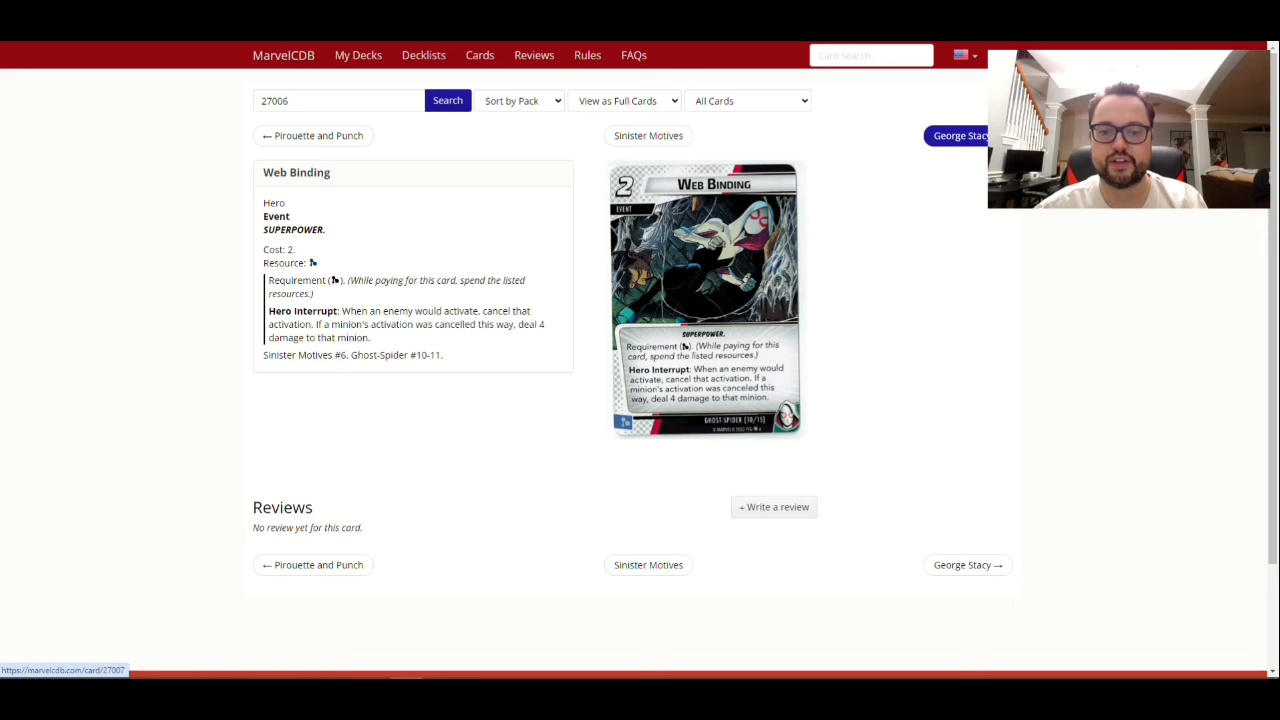 MarvelCDB My Decks Decklists Cards Reviews Rules FAQs Card Search
27006 Search Sort by Pack View as Full Cards All Cards
← Pirouette and Punch Sinister Motives George Stacy
Web Binding
Hero
Event
SUPERPOWER.
Cost: 2.
Resource:
Requirement ( ). (While paying for this card, spend the listed
resources.)
Hero Interrupt: When an enemy would activate, cancel that
activation. If a minion's activation was cancelled this way, deal 4
damage to that minion.
Sinister Motives #6. Ghost-Spider #10-11.
2 WEB BINDING
EVENT
SUPERPOWER.
Requirement ( ). (While paying for this
card, spend the listed resources.)
Hero Interrupt: When an enemy would
activate, cancel that activation. If a
minion's activation was canceled this
way, deal 4 damage to that minion.
GHOST-SPIDER (10/15)
Reviews + Write a review
No review yet for this card.
← Pirouette and Punch Sinister Motives George Stacy →
https://marvelcdb.com/card/27007